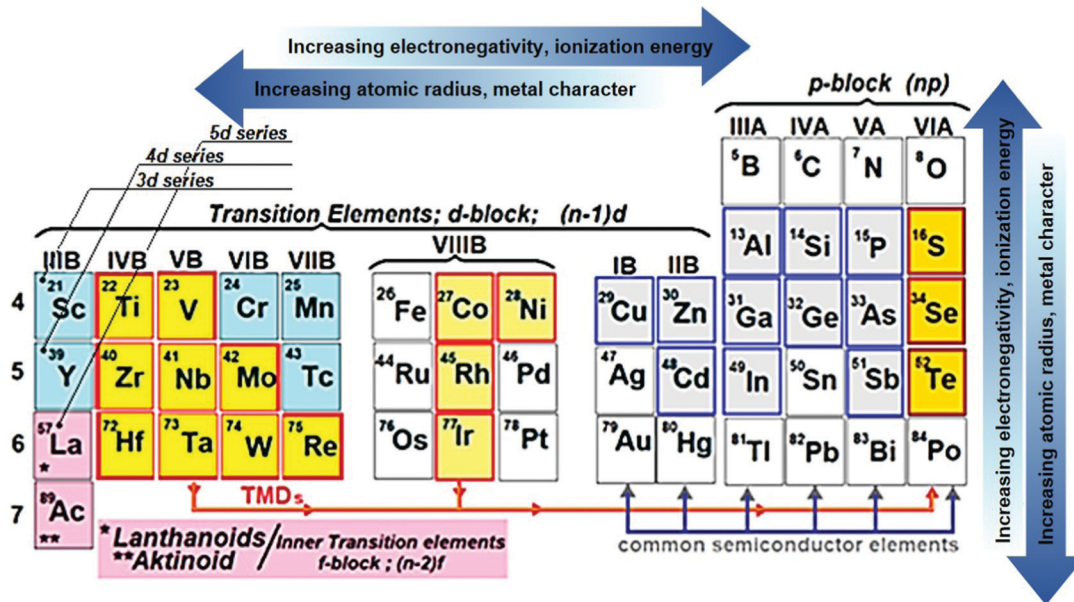 Increasing electronegativity, ionization energy
Increasing atomic radius, metal character
p-block (np)
5d series
4d series
3d series
IIIA IVA VA VIA
5B 6C 7N 8O
Transition Elements; d-block; (n-1)d
VIIIB
13Al 14Si 15P 16S
IIIB IVB VB VIB VIIB IB IIB
4 21Sc 22Ti 23V 24Cr 25Mn 26Fe 27Co 28Ni 29Cu 30Zn 31Ga 32Ge 33As 34Se
5 39Y 40Zr 41Nb 42Mo 43Tc 44Ru 45Rh 46Pd 47Ag 48Cd 49In 50Sn 51Sb 52Te
6 57La * 72Hf 73Ta 74W 75Re 76Os 77Ir 78Pt 79Au 80Hg 81Tl 82Pb 83Bi 84Po
7 89Ac **
TMDs
*Lanthanoids / Inner Transition elements
**Aktinoid / f-block ; (n-2)f
common semiconductor elements
Increasing electronegativity, ionization energy
Increasing atomic radius, metal character